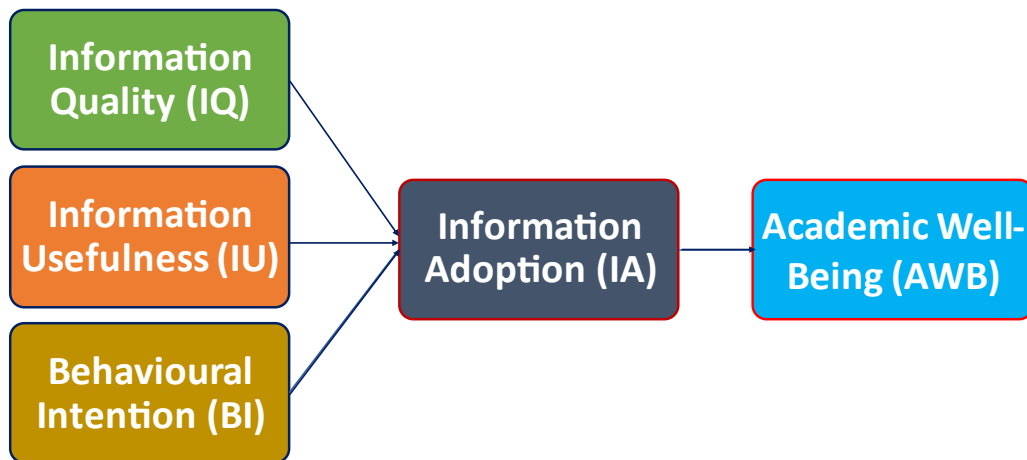 Information
Quality (IQ)
Information
Usefulness (IU)
Behavioural
Intention (BI)
Information
Adoption (IA)
Academic Well-
Being (AWB)